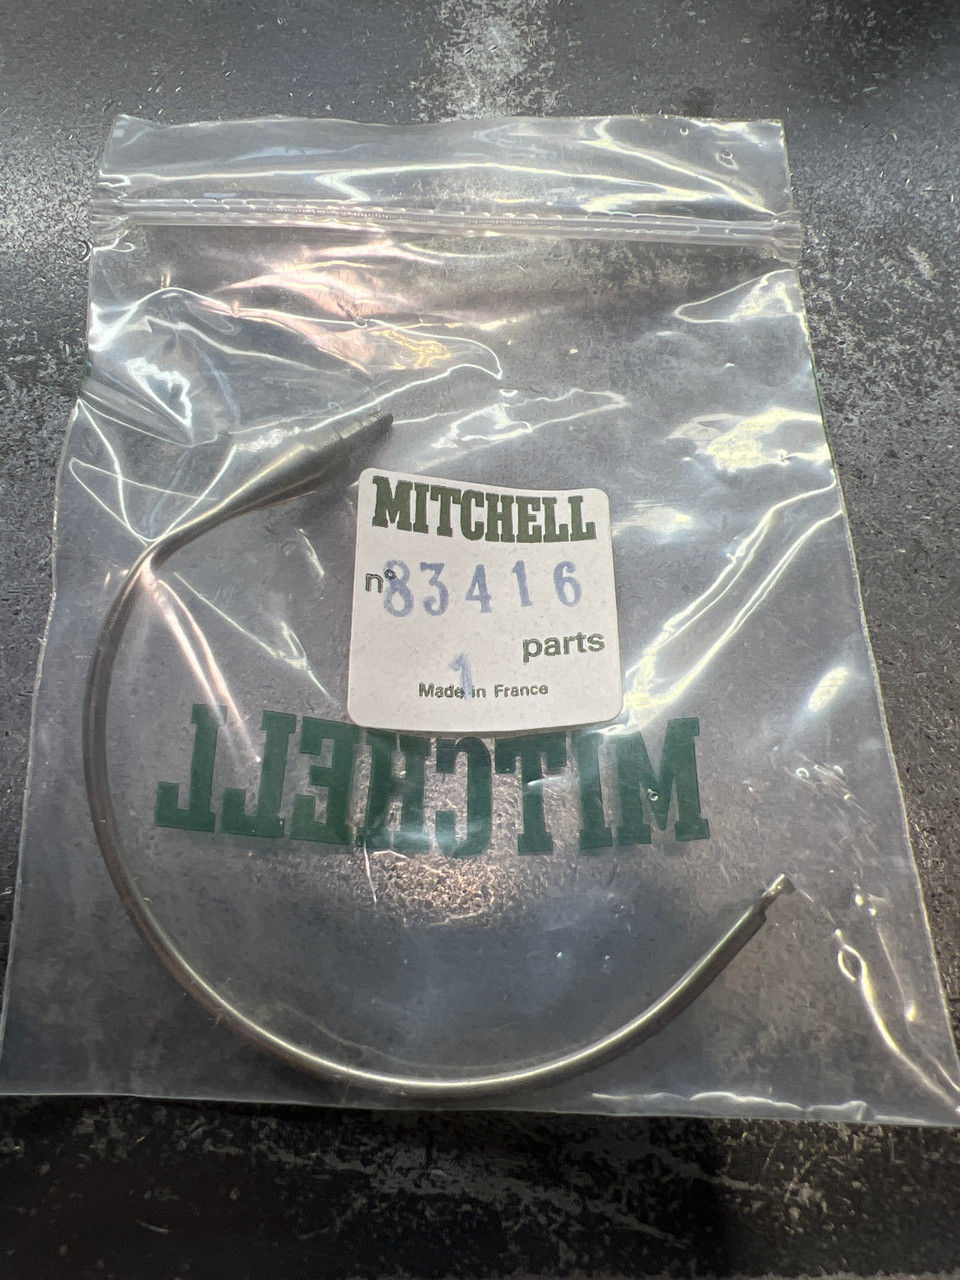 MITCHELL
n° 83416
parts
1
Made in France
MITCHELL